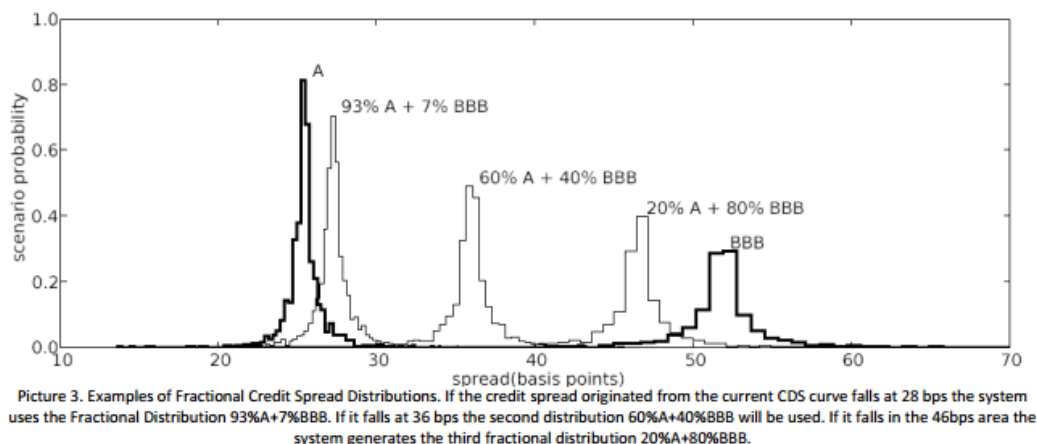 1.0
0.8
0.6
0.4
0.2
0.0
scenario probability
A
93% A + 7% BBB
60% A + 40% BBB
20% A + 80% BBB
BBB
10 20 30 40 50 60 70
spread(basis points)
Picture 3. Examples of Fractional Credit Spread Distributions. If the credit spread originated from the current CDS curve falls at 28 bps the system
uses the Fractional Distribution 93%A+7%BBB. If it falls at 36 bps the second distribution 60%A+40%BBB will be used. If it falls in the 46bps area the
system generates the third fractional distribution 20%A+80%BBB.